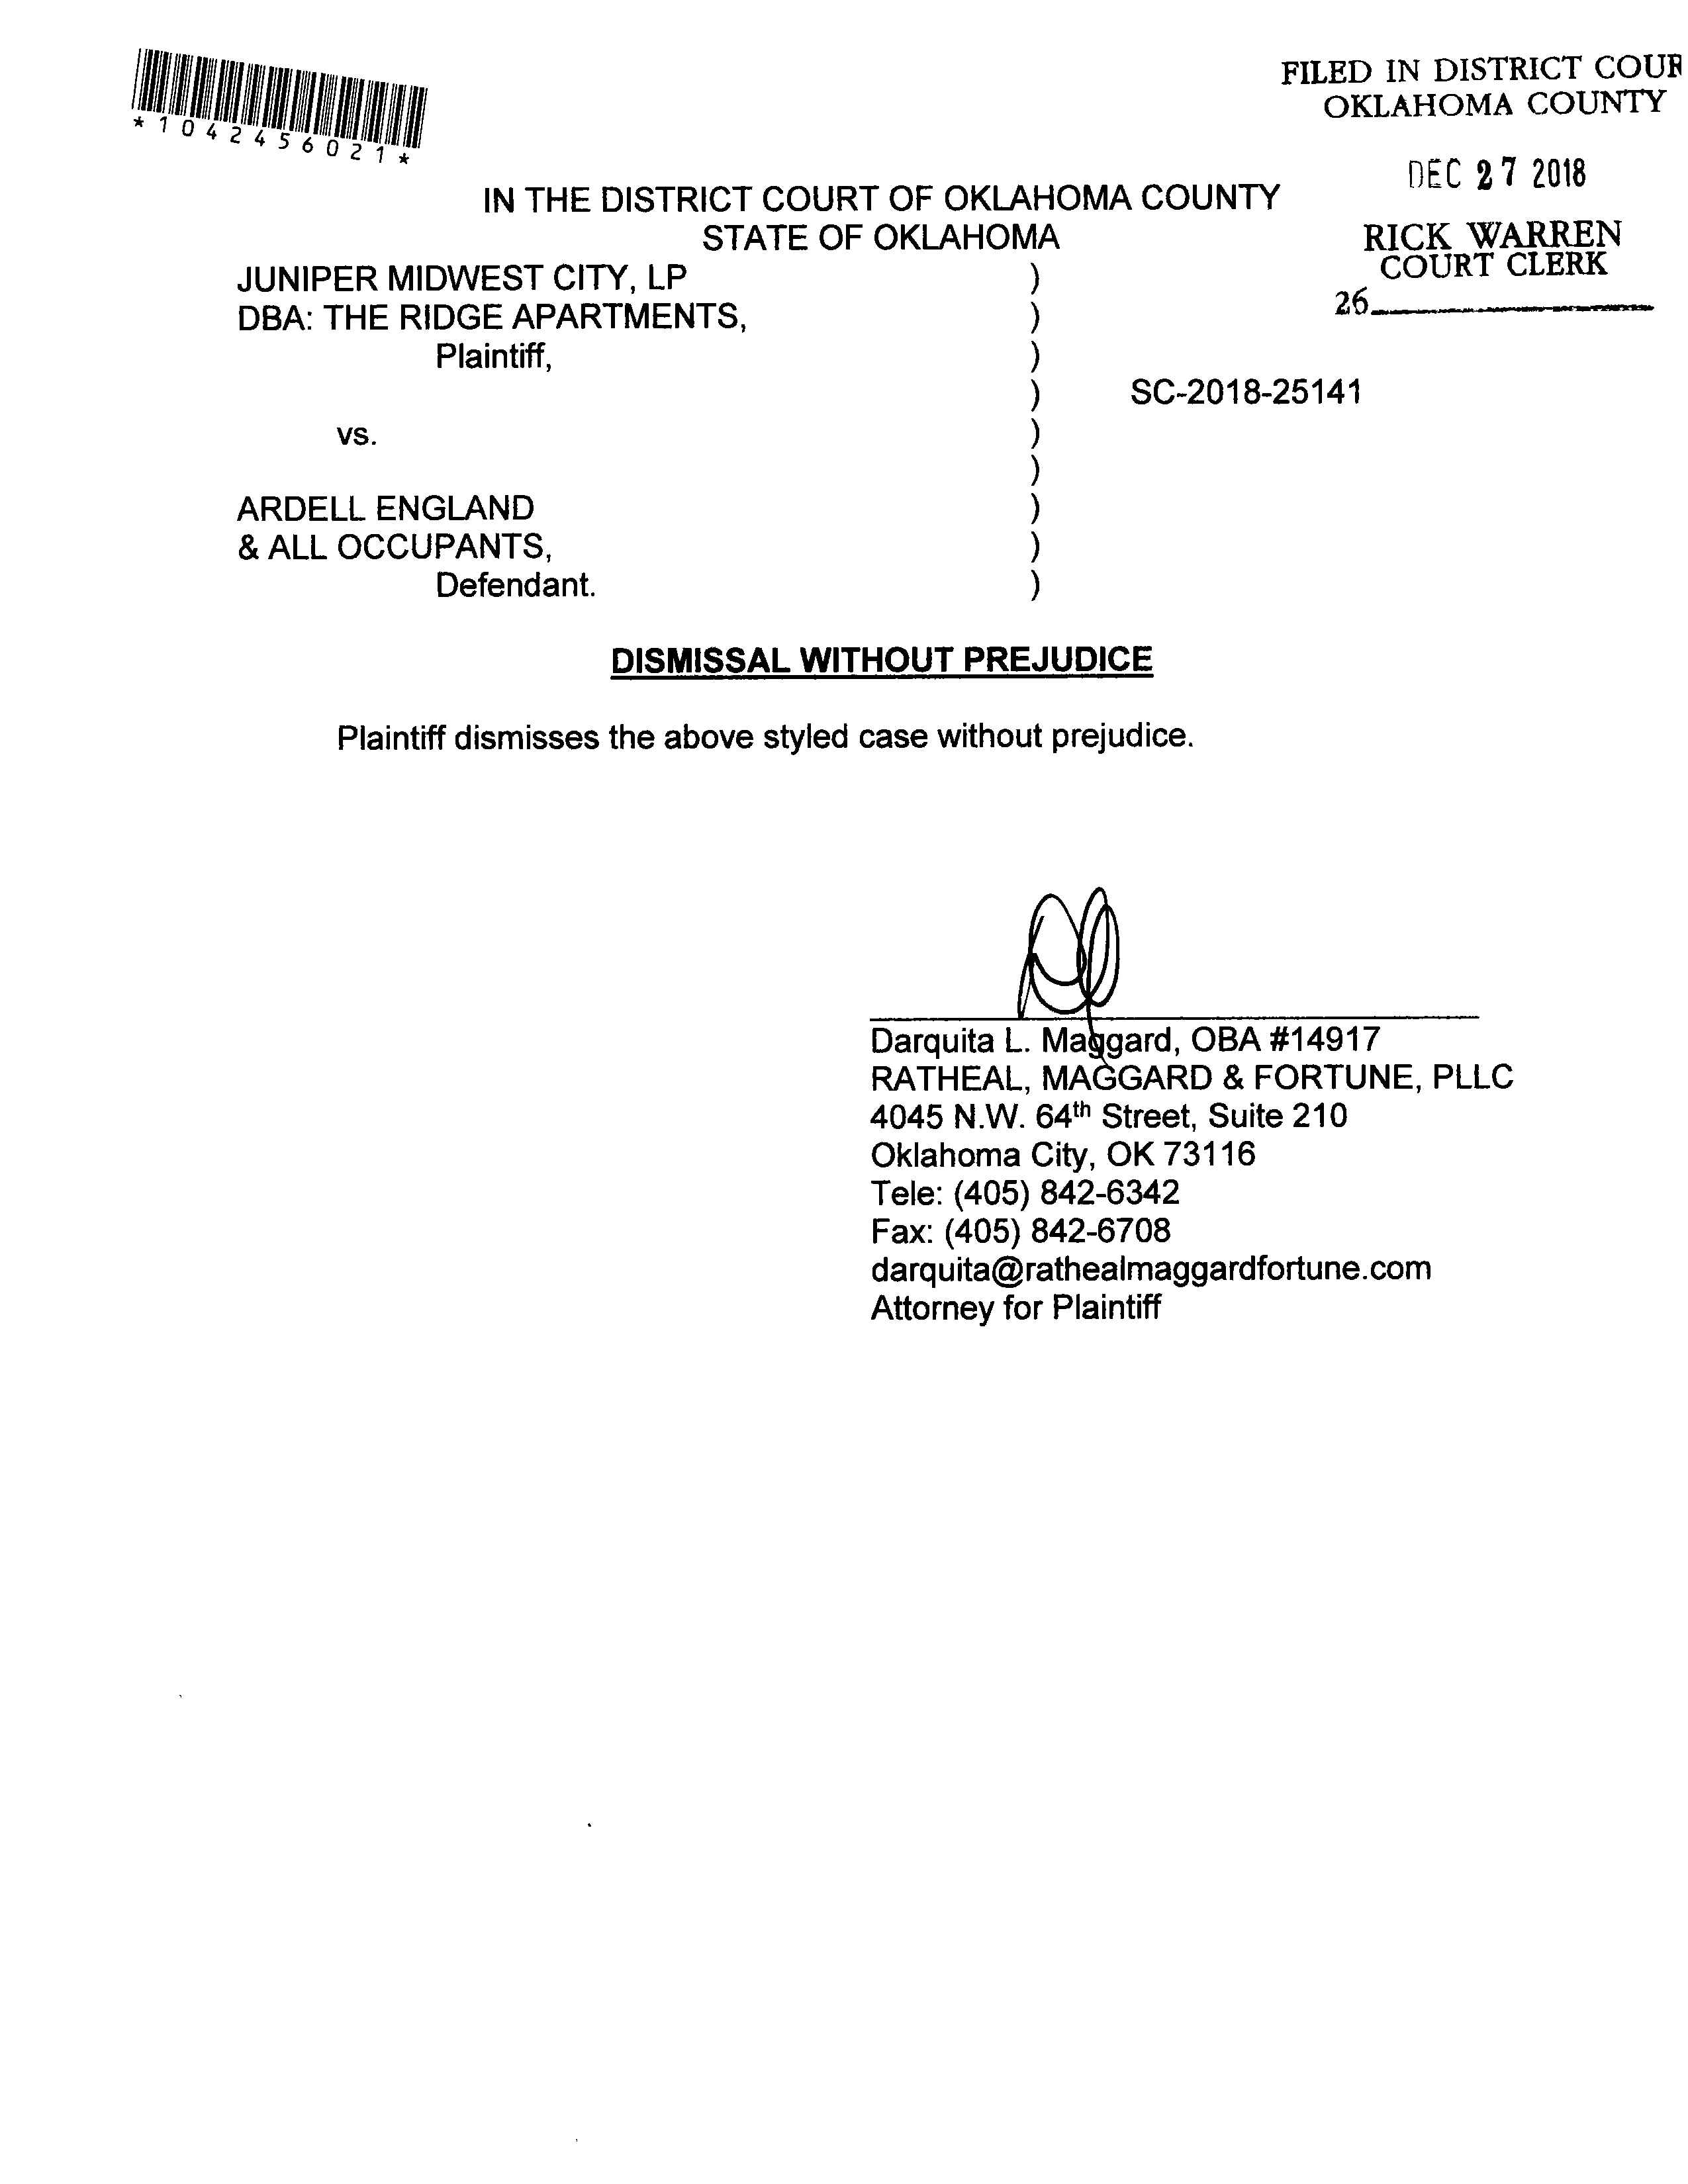 *1042456021*
FILED IN DISTRICT COUR
OKLAHOMA COUNTY
DEC 27 2018
RICK WARREN
COURT CLERK
26
IN THE DISTRICT COURT OF OKLAHOMA COUNTY
STATE OF OKLAHOMA
JUNIPER MIDWEST CITY, LP )
DBA: THE RIDGE APARTMENTS, )
Plaintiff, )
) SC-2018-25141
vs. )
)
ARDELL ENGLAND )
& ALL OCCUPANTS, )
Defendant. )
DISMISSAL WITHOUT PREJUDICE
Plaintiff dismisses the above styled case without prejudice.
Darquita L. Maggard, OBA #14917
RATHEAL, MAGGARD & FORTUNE, PLLC
4045 N.W. 64th Street, Suite 210
Oklahoma City, OK 73116
Tele: (405) 842-6342
Fax: (405) 842-6708
darquita@rathealmaggardfortune.com
Attorney for Plaintiff